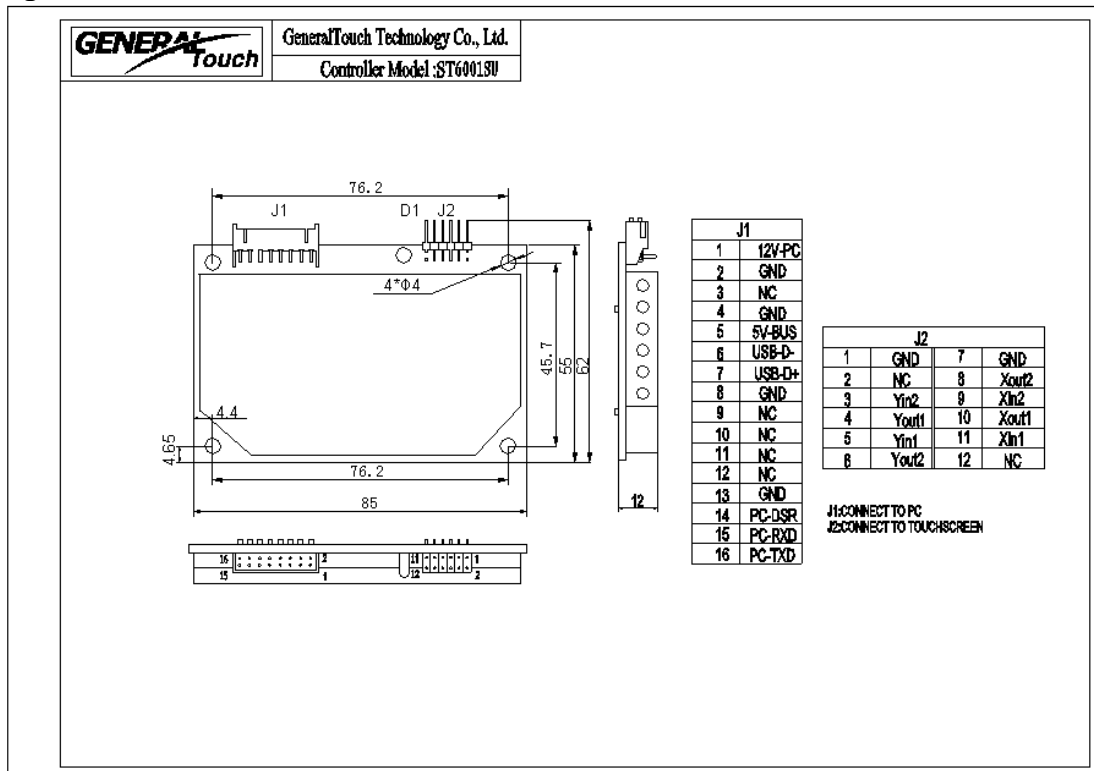 GENERAL Touch
GeneralTouch Technology Co., Ltd.
Controller Model :ST6001SU
76.2
J1 D1 J2
4*Φ4
45.7
55
62
4.4
4.65
76.2
85
12
16 2
15 1
11 1
12 2
J1
1 12V-PC
2 GND
3 NC
4 GND
5 5V-BUS
6 USB-D-
7 USB-D+
8 GND
9 NC
10 NC
11 NC
12 NC
13 GND
14 PC-DSR
15 PC-RXD
16 PC-TXD
J2
1 GND 7 GND
2 NC 8 Xout2
3 Yin2 9 XIn2
4 Yout1 10 Xout1
5 Yin1 11 XIn1
6 Yout2 12 NC
J1:CONNECT TO PC
J2:CONNECT TO TOUCHSCREEN